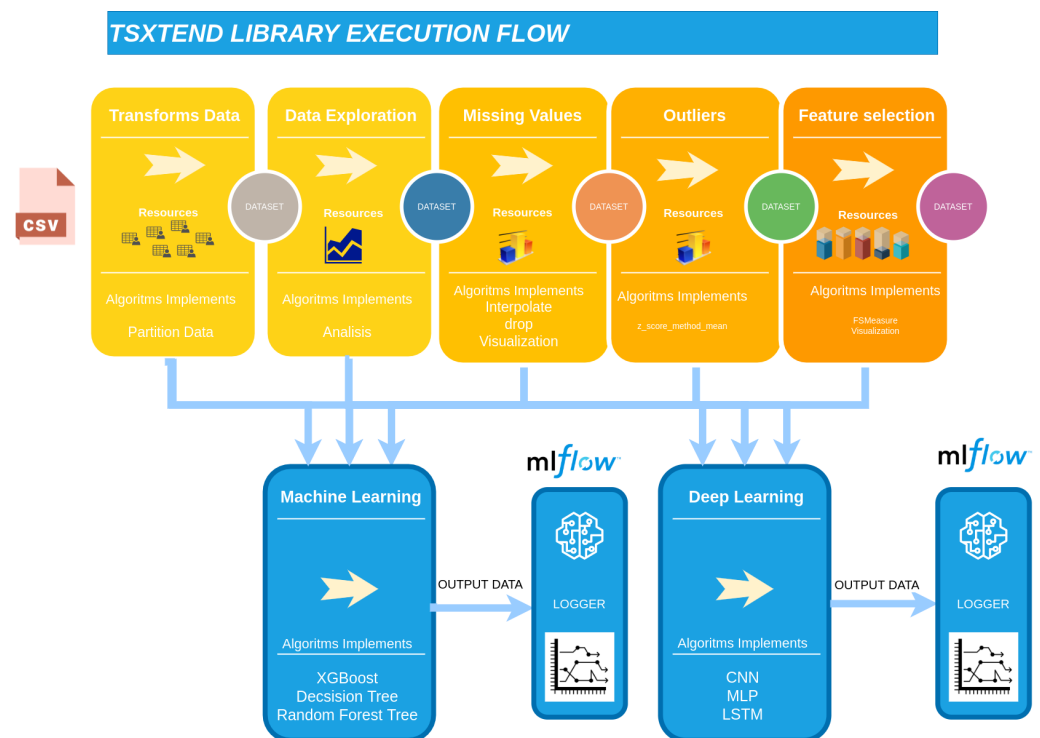 TSXTEND LIBRARY EXECUTION FLOW
Transforms Data
Data Exploration
Missing Values
Outliers
Feature selection
csv
Resources
DATASET
Resources
DATASET
Resources
DATASET
Resources
DATASET
Resources
DATASET
Algoritms Implements
Partition Data
Algoritms Implements
Analisis
Algoritms Implements
Interpolate
drop
Visualization
Algoritms Implements
z_score_method_mean
Algoritms Implements
FSMeasure
Visualization
Machine Learning
Algoritms Implements
XGBoost
Decsision Tree
Random Forest Tree
OUTPUT DATA
mlflow™
LOGGER
Deep Learning
Algoritms Implements
CNN
MLP
LSTM
OUTPUT DATA
mlflow™
LOGGER